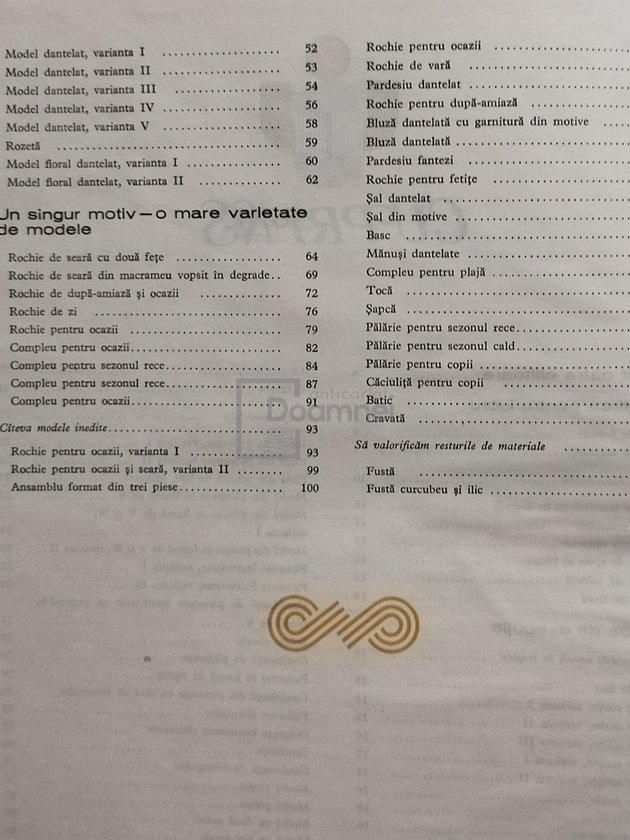 Model dantelat, varianta I .................. 52
Model dantelat, varianta II .................. 53
Model dantelat, varianta III ................ 54
Model dantelat, varianta IV .................. 56
Model dantelat, varianta V .................. 58
Rozetă .................................. 59
Model floral dantelat, varianta I .............. 60
Model floral dantelat, varianta II ............. 62
Un singur motiv — o mare varietate
de modele
Rochie de seară cu două fețe .................. 64
Rochie de seară din macrameu vopsit în degrade.. 69
Rochie de după-amiază și ocazii ............. 72
Rochie de zi ............................ 76
Rochie pentru ocazii ........................ 79
Compleu pentru ocazii....................... 82
Compleu pentru sezonul rece.................. 84
Compleu pentru sezonul rece.................. 87
Compleu pentru ocazii....................... 91
Cîteva modele inedite.......................... 93
Rochie pentru ocazii, varianta I .............. 93
Rochie pentru ocazii și seară, varianta II ........ 99
Ansamblu format din trei piese................ 100
Rochie pentru ocazii ....................
Rochie de vară ........................
Pardesiu dantelat ........................
Rochie pentru după-amiază ...............
Bluză dantelată cu garnitură din motive ......
Bluză dantelată..........................
Pardesiu fantezi ........................
Rochie pentru fetițe ....................
Șal dantelat ............................
Șal din motive ..........................
Basc ..................................
Mănuși dantelate ........................
Compleu pentru plajă ....................
Tocă ..................................
Șapcă ..................................
Pălărie pentru sezonul rece................
Pălărie pentru sezonul cald................
Pălărie pentru copii ......................
Căciuliță pentru copii ....................
Batic ..................................
Cravată ................................
Să valorificăm resturile de materiale ..........
Fustă ................................
Fustă curcubeu și ilic ....................
anticariat
Doamnei